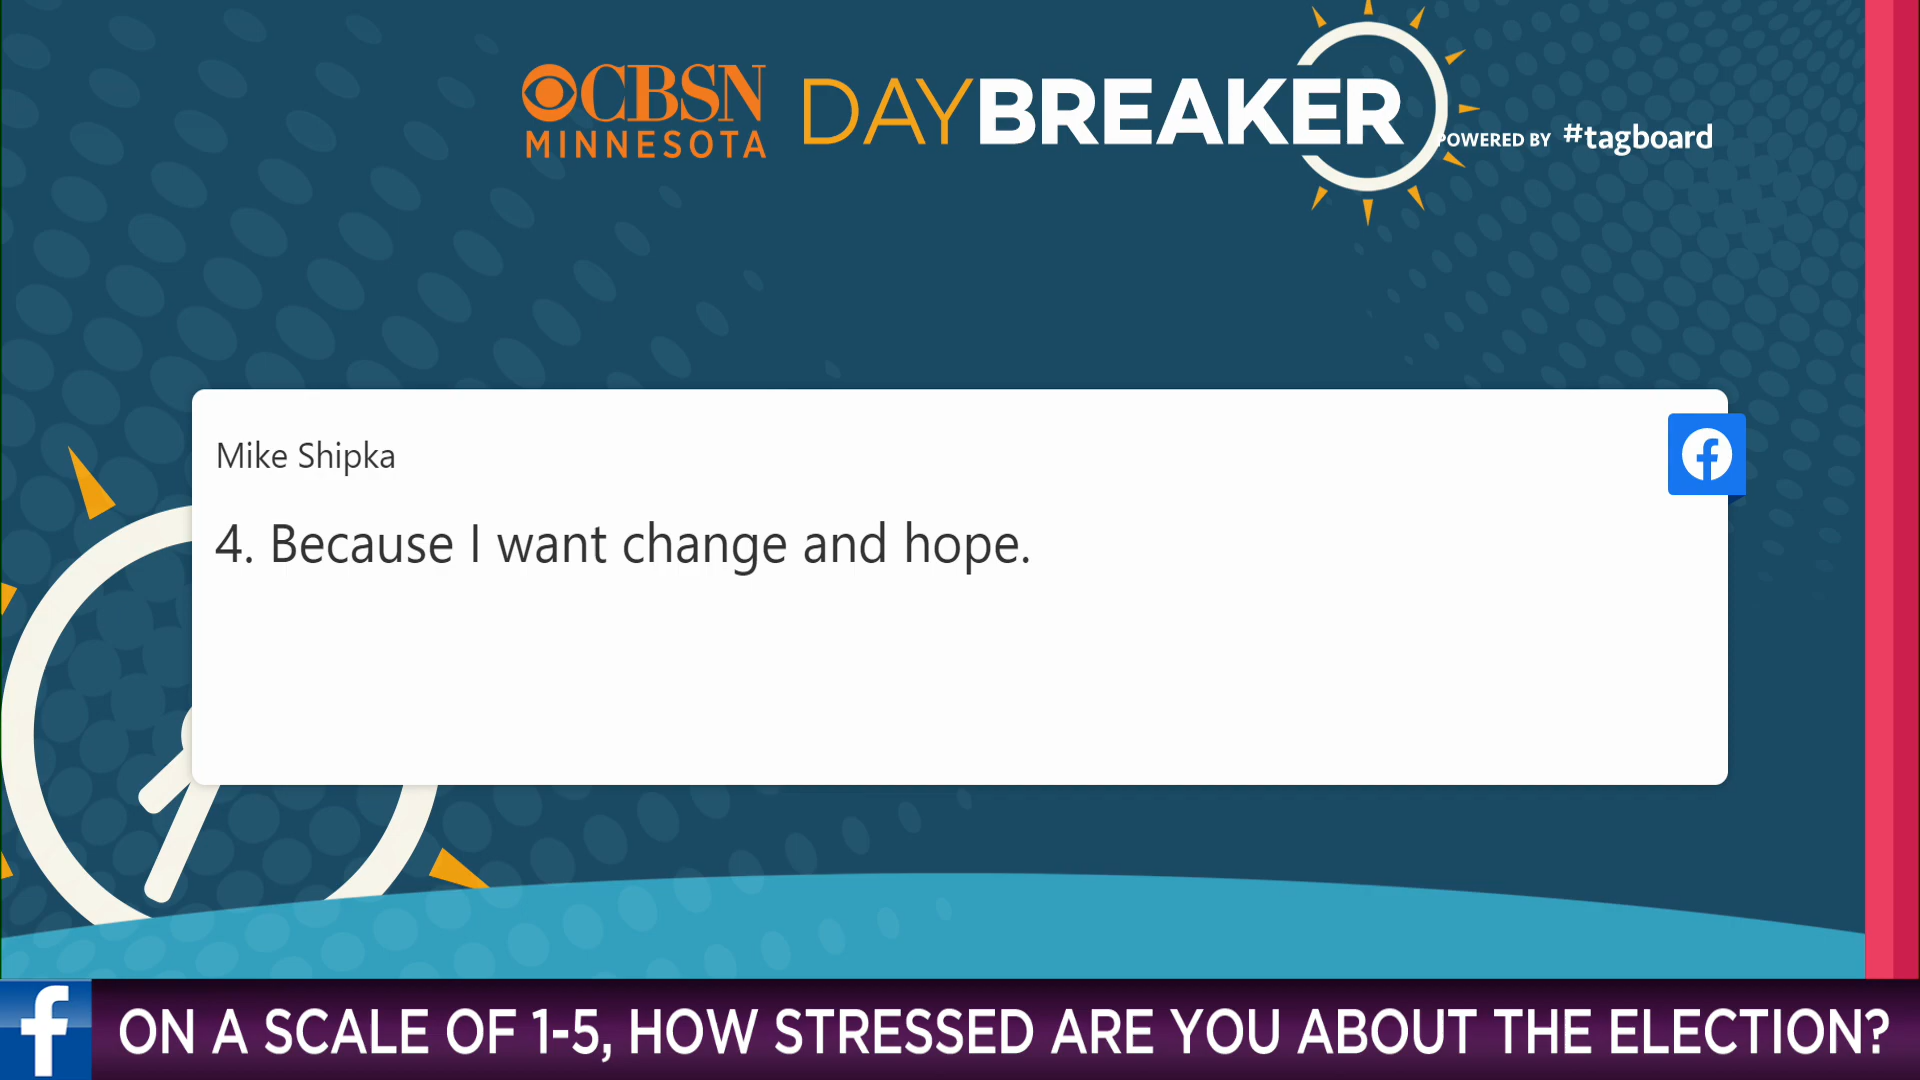 CBSN
MINNESOTA
DAYBREAKER
POWERED BY #tagboard
Mike Shipka
4. Because I want change and hope.
ON A SCALE OF 1-5, HOW STRESSED ARE YOU ABOUT THE ELECTION?